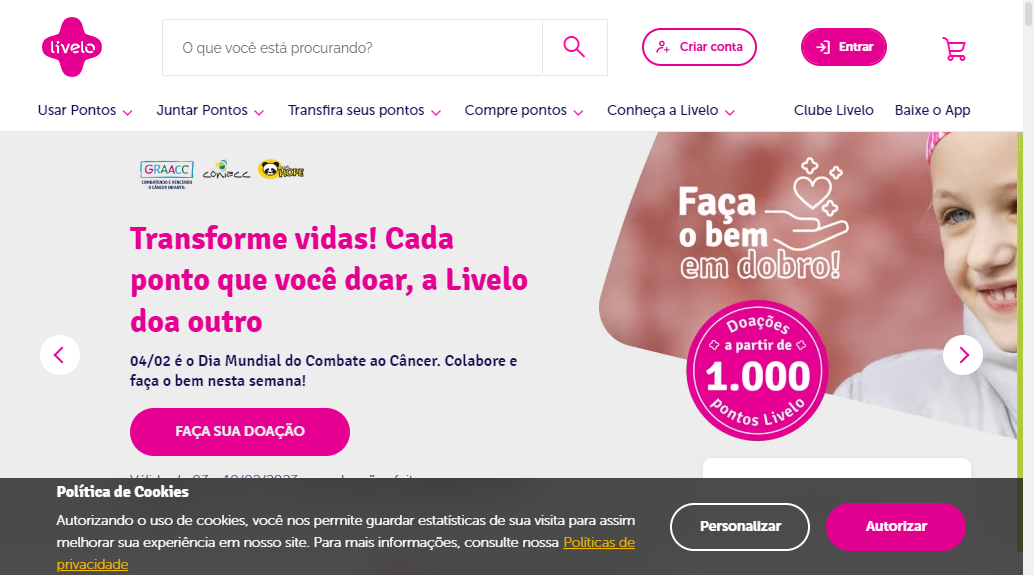 livelo
O que você está procurando?
Criar conta
Entrar
Usar Pontos
Juntar Pontos
Transfira seus pontos
Compre pontos
Conheça a Livelo
Clube Livelo
Baixe o App
GRAACC
COMBATENDO E VENCENDO
O CÂNCER INFANTIL
coniacc
HOPE
Transforme vidas! Cada
ponto que você doar, a Livelo
doa outro
04/02 é o Dia Mundial do Combate ao Câncer. Colabore e
faça o bem nesta semana!
FAÇA SUA DOAÇÃO
Faça
o bem
em dobro!
Doações
a partir de
1.000
pontos Livelo
Política de Cookies
Autorizando o uso de cookies, você nos permite guardar estatísticas de sua visita para assim
melhorar sua experiência em nosso site. Para mais informações, consulte nossa Políticas de
privacidade
Personalizar
Autorizar